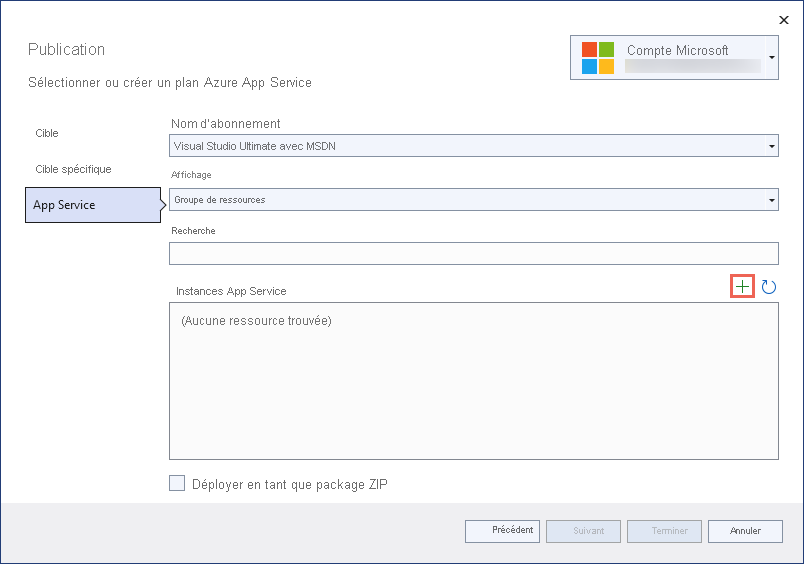 Publication
Compte Microsoft
Sélectionner ou créer un plan Azure App Service
Cible
Cible spécifique
App Service
Nom d'abonnement
Visual Studio Ultimate avec MSDN
Affichage
Groupe de ressources
Recherche
Instances App Service
(Aucune ressource trouvée)
Déployer en tant que package ZIP
Précédent
Suivant
Terminer
Annuler